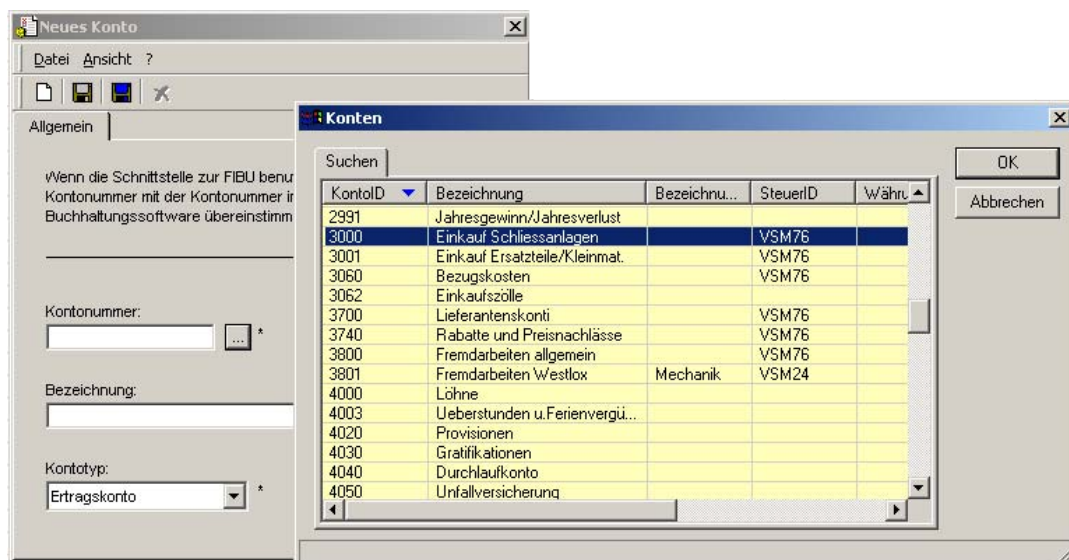 Neues Konto
Datei Ansicht ?
Allgemein
Wenn die Schnittstelle zur FIBU benu
Kontonummer mit der Kontonummer in
Buchhaltungssoftware übereinstimm
Kontonummer:
... *
Bezeichnung:
Kontotyp:
Ertragskonto *
Konten
Suchen
OK
Abbrechen
KontoID Bezeichnung Bezeichnu... SteuerID Währu
2991 Jahresgewinn/Jahresverlust
3000 Einkauf Schliessanlagen VSM76
3001 Einkauf Ersatzteile/Kleinmat. VSM76
3060 Bezugskosten VSM76
3062 Einkaufszölle
3700 Lieferantenskonti VSM76
3740 Rabatte und Preisnachlässe VSM76
3800 Fremdarbeiten allgemein VSM76
3801 Fremdarbeiten Westlox Mechanik VSM24
4000 Löhne
4003 Ueberstunden u.Ferienvergü...
4020 Provisionen
4030 Gratifikationen
4040 Durchlaufkonto
4050 Unfallversicherung